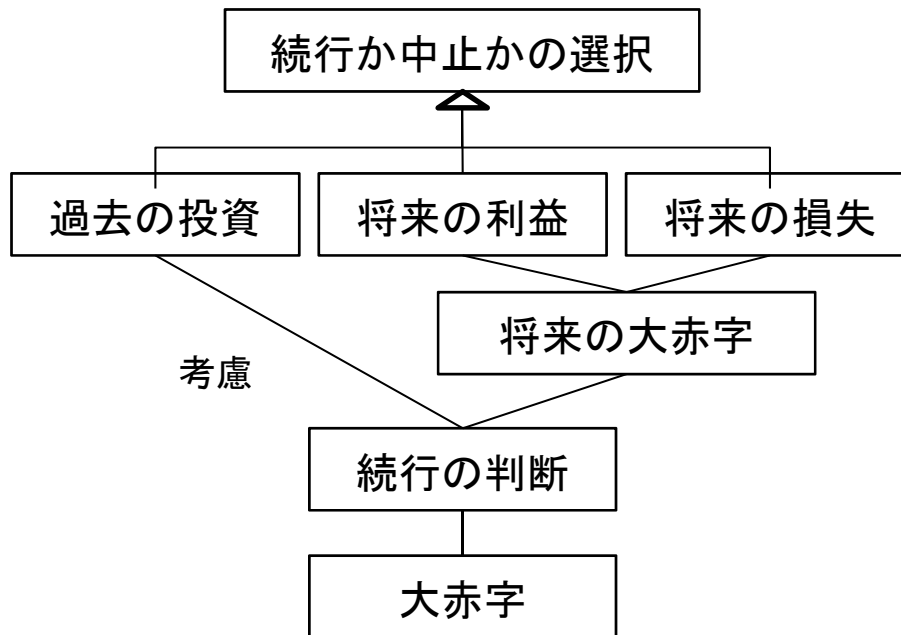 続行か中止かの選択
過去の投資
将来の利益
将来の損失
将来の大赤字
考慮
続行の判断
大赤字